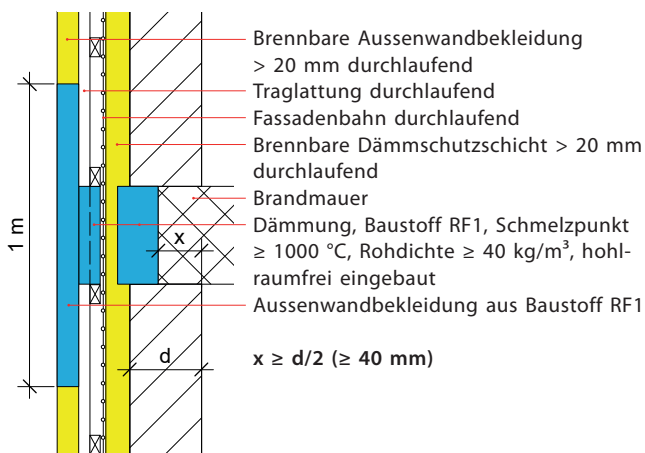 Brennbare Aussenwandbekleidung
> 20 mm durchlaufend
Traglattung durchlaufend
Fassadenbahn durchlaufend
Brennbare Dämmschutzschicht > 20 mm
durchlaufend
Brandmauer
Dämmung, Baustoff RF1, Schmelzpunkt
≥ 1000 °C, Rohdichte ≥ 40 kg/m³, hohl-
raumfrei eingebaut
Aussenwandbekleidung aus Baustoff RF1
x ≥ d/2 (≥ 40 mm)
1 m
x
d